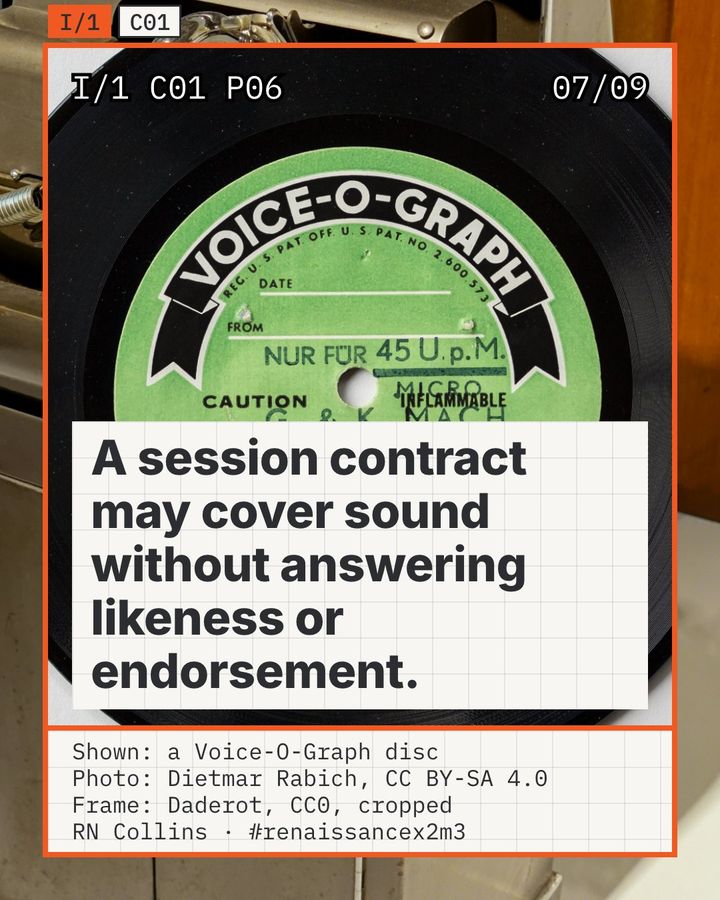 I/1 C01
I/1 C01 P06 07/09
VOICE-O-GRAPH
REG. U. S. PAT. OFF. U. S. PAT. NO. 2.600.573
DATE
FROM
NUR FÜR 45 U.p.M.
MICRO
CAUTION INFLAMMABLE
G. & K. MACH
A session contract
may cover sound
without answering
likeness or
endorsement.
Shown: a Voice-O-Graph disc
Photo: Dietmar Rabich, CC BY-SA 4.0
Frame: Daderot, CC0, cropped
RN Collins · #renaissancex2m3